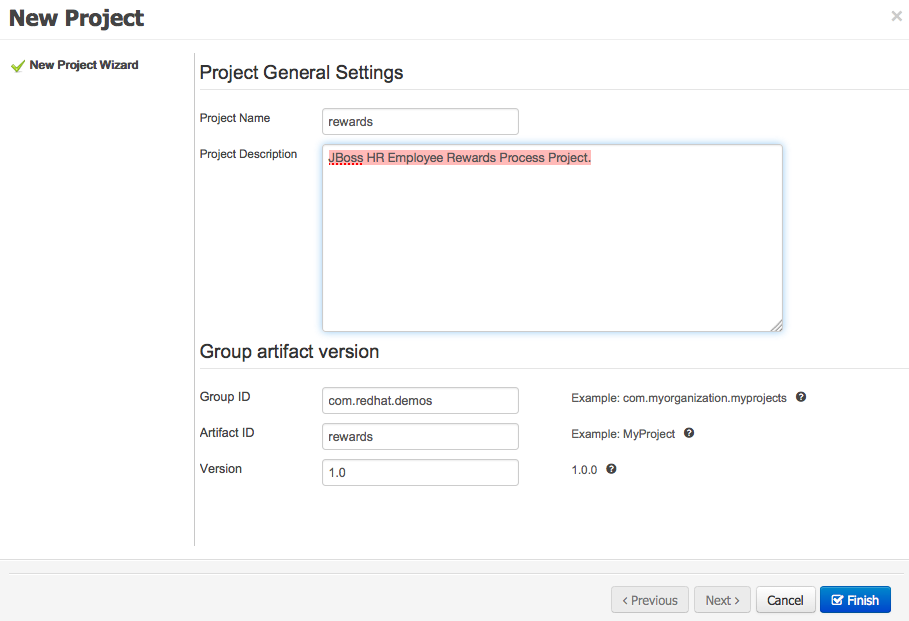 New Project
×
New Project Wizard
Project General Settings
Project Name
rewards
Project Description
JBoss HR Employee Rewards Process Project.
Group artifact version
Group ID
com.redhat.demos
Example: com.myorganization.myprojects ?
Artifact ID
rewards
Example: MyProject ?
Version
1.0
1.0.0 ?
‹ Previous
Next ›
Cancel
Finish